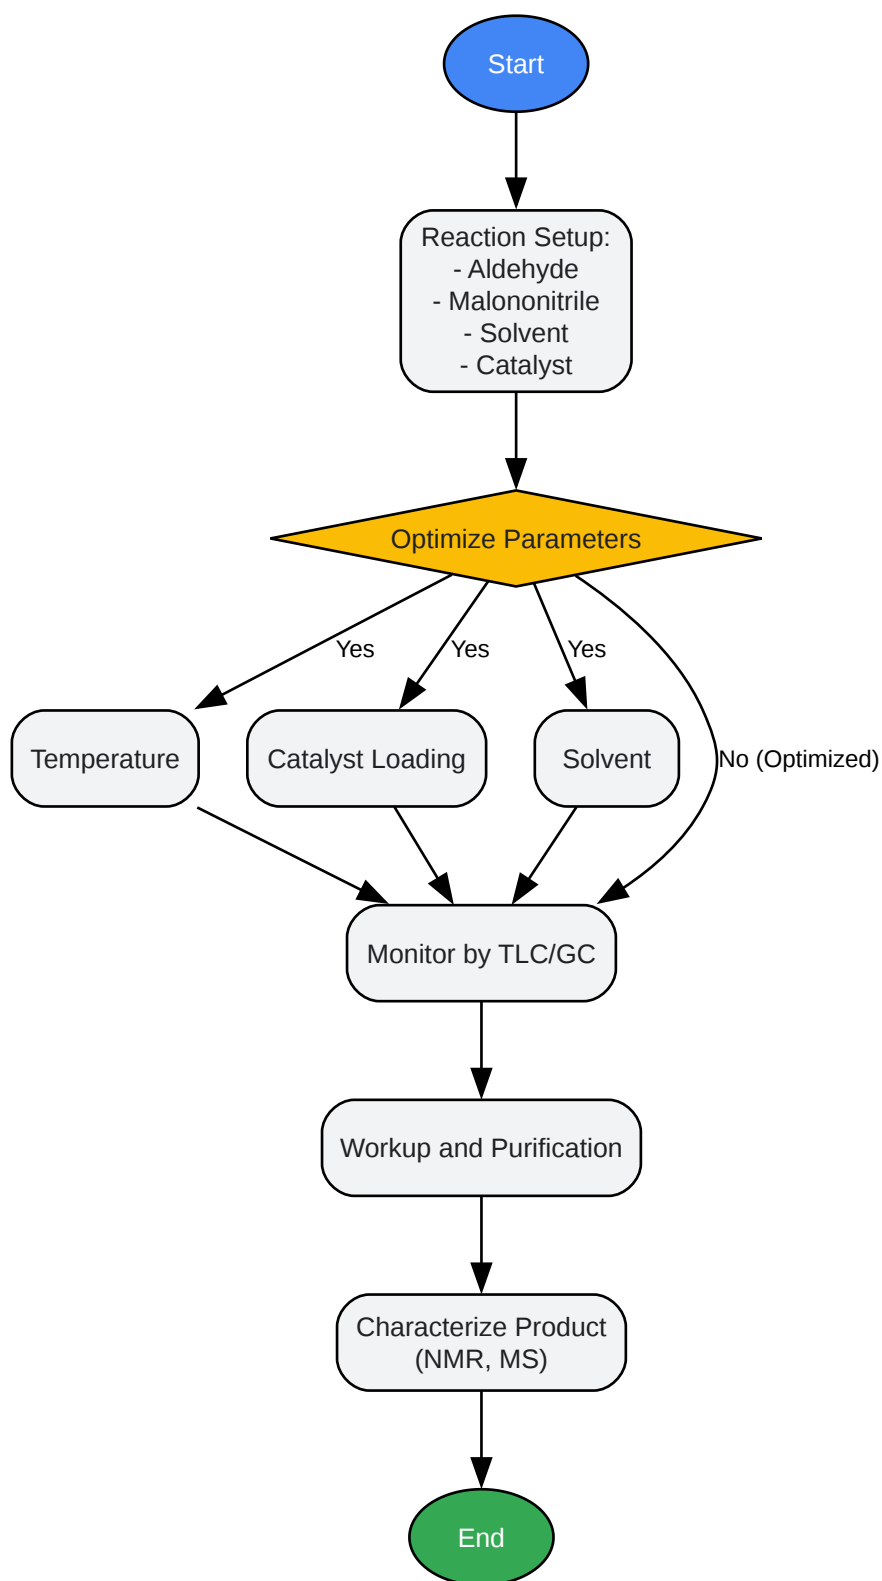 Start
Reaction Setup:
- Aldehyde
- Malononitrile
- Solvent
- Catalyst
Optimize Parameters
Yes
Yes
Yes
Temperature
Catalyst Loading
Solvent
No (Optimized)
Monitor by TLC/GC
Workup and Purification
Characterize Product
(NMR, MS)
End